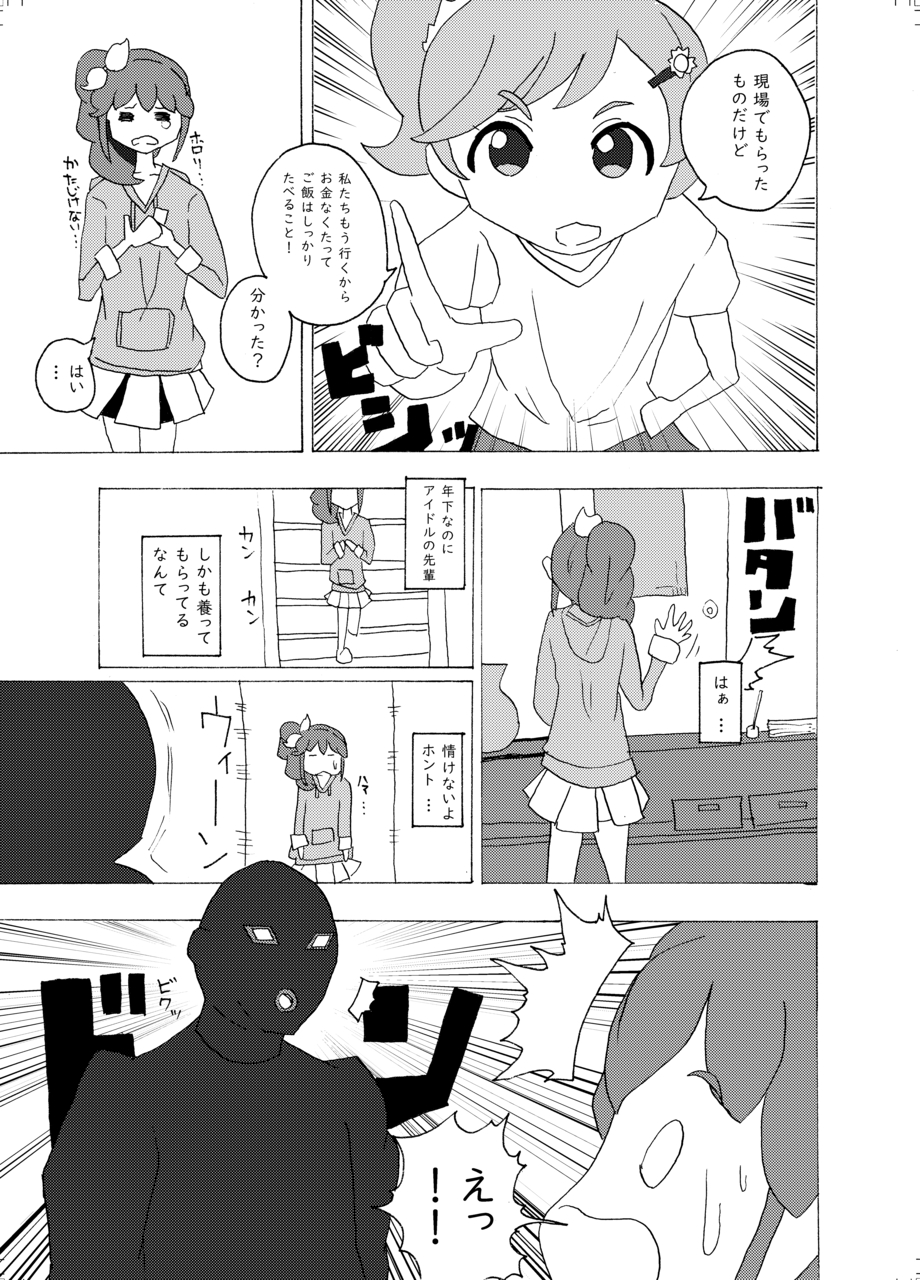 現場でもらった
ものだけど
私たちもう行くから
お金なくたって
ご飯はしっかり
たべること！
分かった？
ビシッ
ホロリ…
かたじけない…
はい
…
バタン
はぁ…
年下なのに
アイドルの先輩
カン
カン
しかも養って
もらってる
なんて
情けないよ
ホント…
ハァ…
ウィーン
ビクッ
えっ
！！